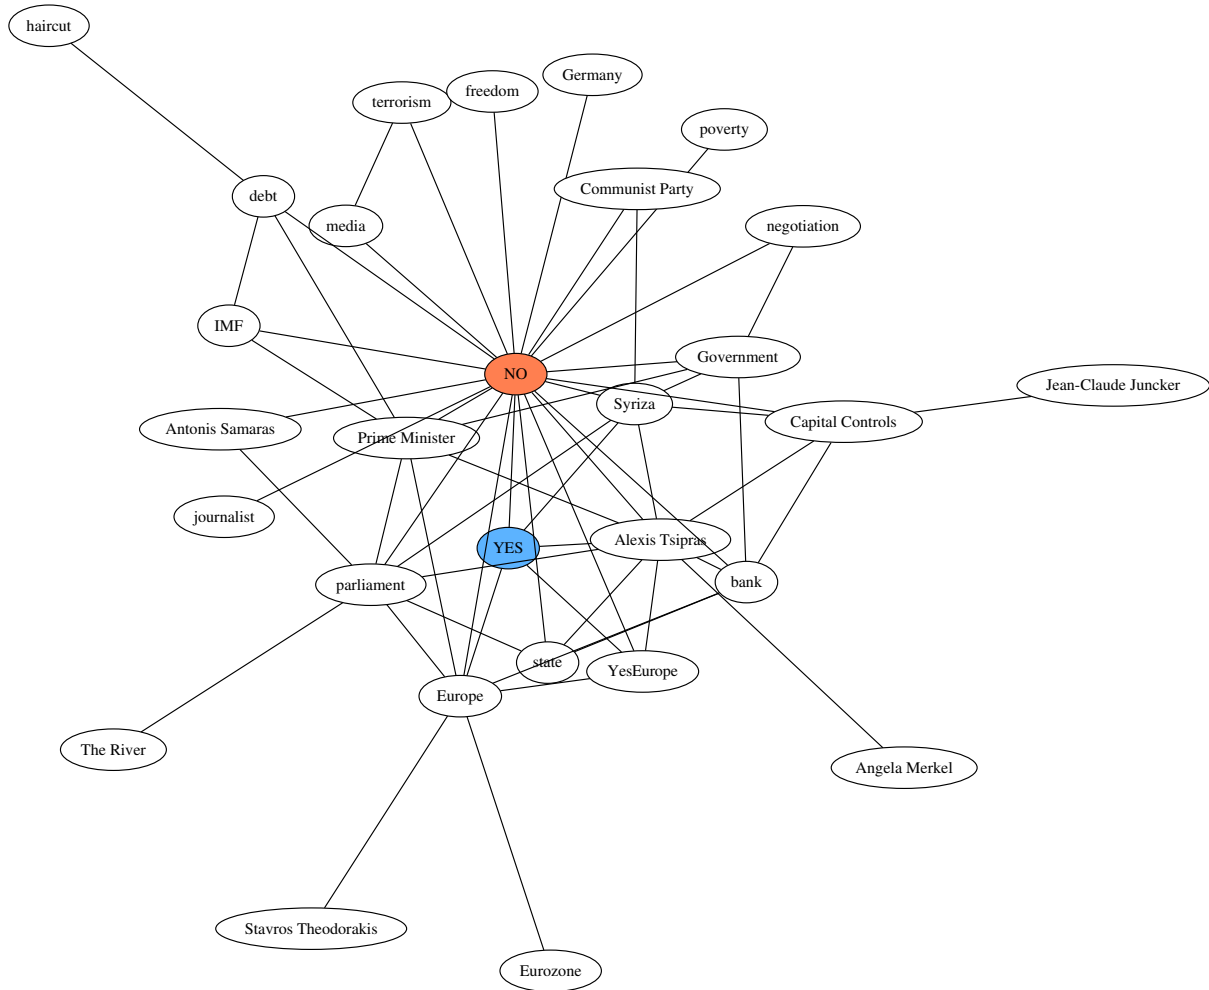 haircut
Germany
freedom
terrorism
poverty
Communist Party
debt
media
negotiation
IMF
Government
NO
Jean-Claude Juncker
Syriza
Capital Controls
Antonis Samaras
Prime Minister
journalist
Alexis Tsipras
YES
bank
parliament
state
YesEurope
Europe
The River
Angela Merkel
Stavros Theodorakis
Eurozone